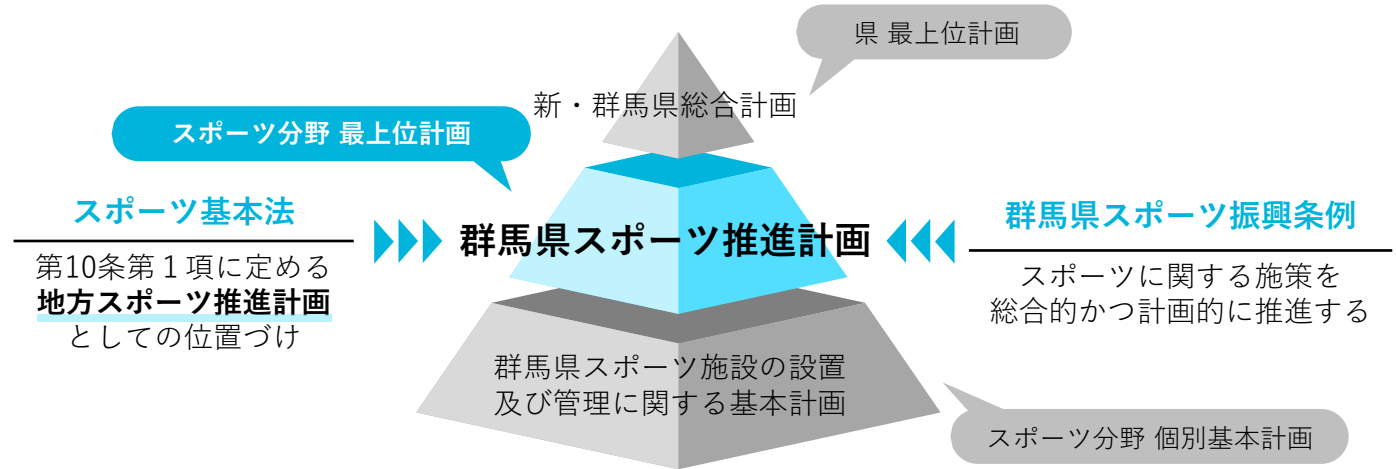 県 最上位計画
新・群馬県総合計画
スポーツ分野 最上位計画
スポーツ基本法
第10条第１項に定める
地方スポーツ推進計画
としての位置づけ
群馬県スポーツ推進計画
群馬県スポーツ振興条例
スポーツに関する施策を
総合的かつ計画的に推進する
群馬県スポーツ施設の設置
及び管理に関する基本計画
スポーツ分野 個別基本計画